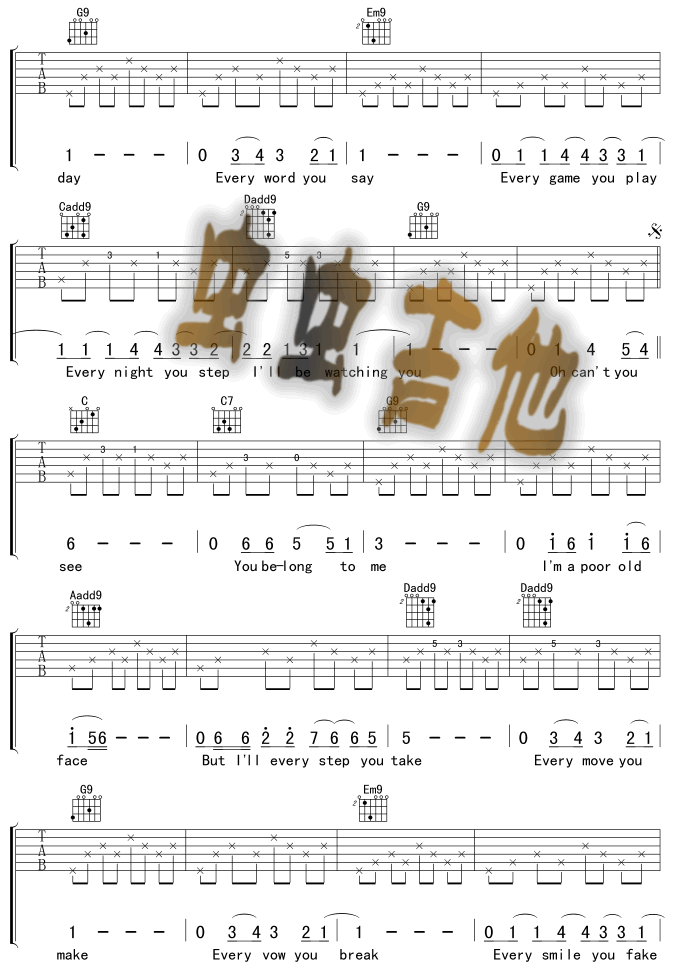 G9 Em9
T
A
B
1 - - - 0 3 4 3 2 1 1 - - - 0 1 1 4 4 3 3 1
day Every word you say Every game you play
Cadd9 Dadd9 G9
3 1 5 3
T
A
B
1 1 1 4 4 3 3 2 2 2 1 3 1 1 1 - - - 0 1 4 5 4
Every night you step I'll be watching you Oh can't you
虫虫吉他
C C7 G9
3 1 3 0
T
A
B
6 - - - 0 6 6 5 5 1 3 - - - 0 1 6 1 1 6
see You be-long to me I'm a poor old
Aadd9 Dadd9 Dadd9
5 3 5 3
T
A
B
1 5 6 - - - 0 6 6 2 2 7 6 6 5 5 - - - 0 3 4 3 2 1
face But I'll every step you take Every move you
G9 Em9
T
A
B
1 - - - 0 3 4 3 2 1 1 - - - 0 1 1 4 4 3 3 1
make Every vow you break Every smile you fake